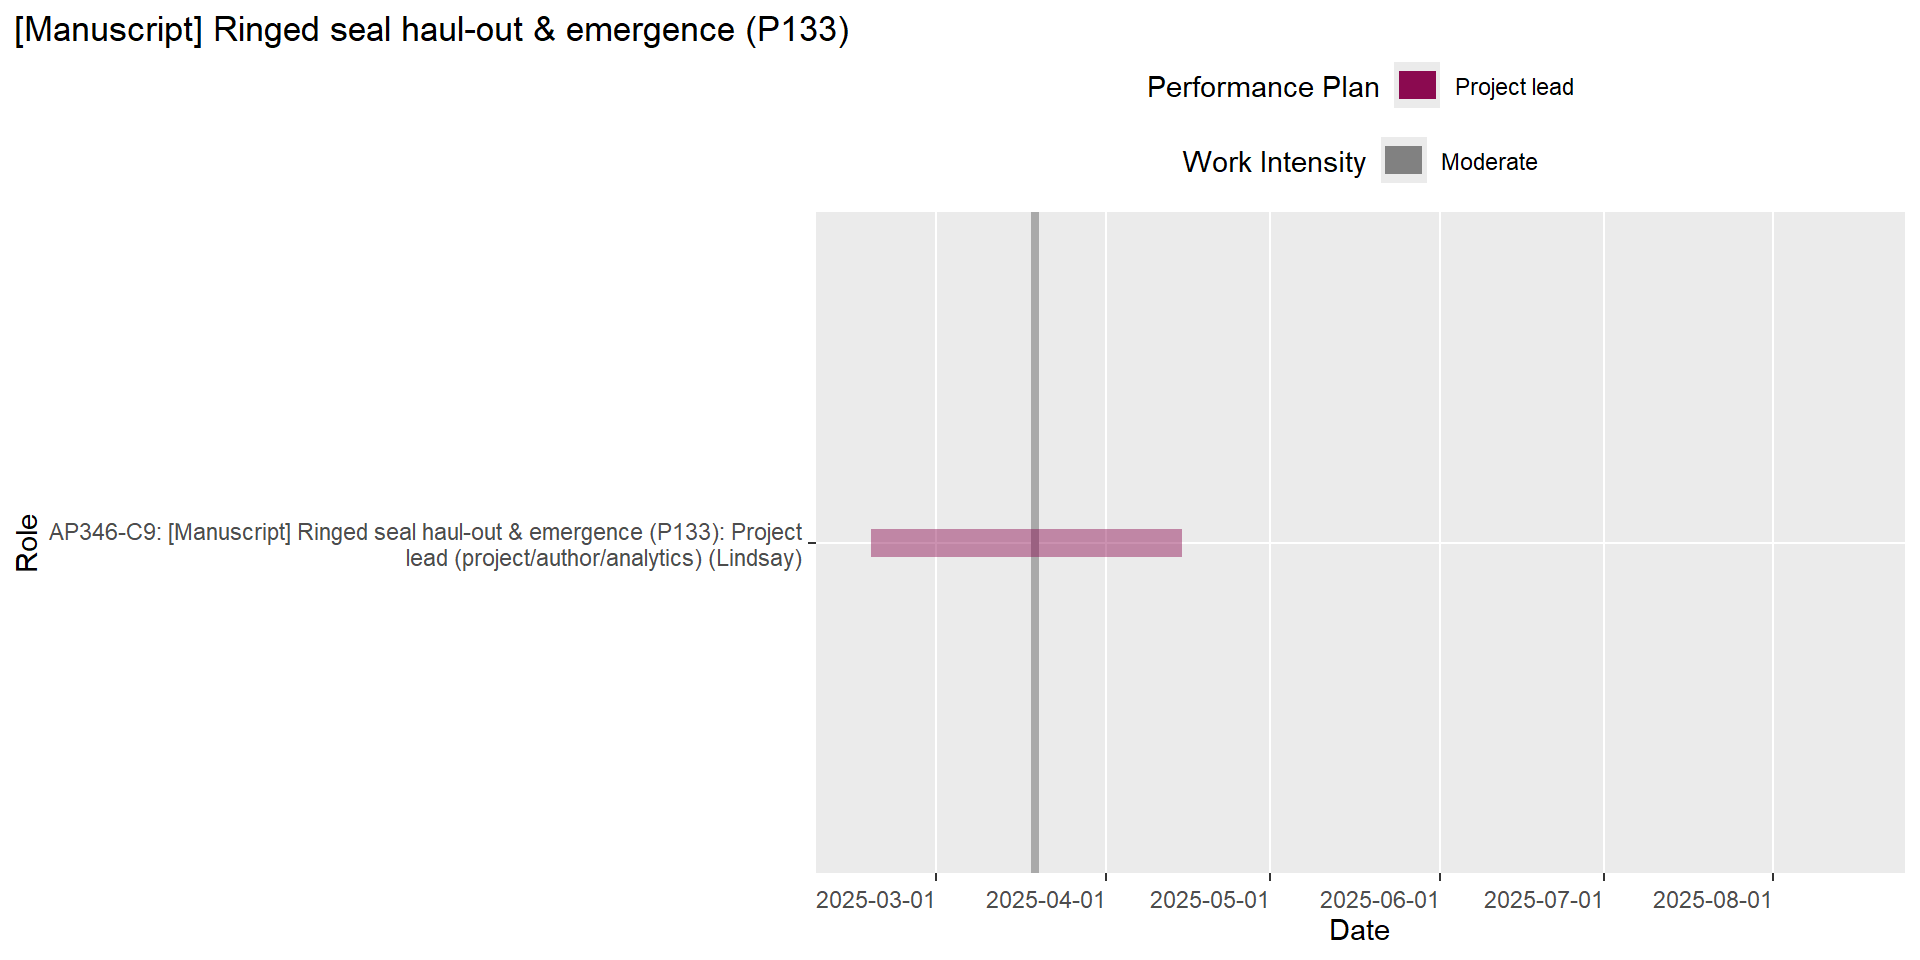 [Manuscript] Ringed seal haul-out & emergence (P133)
Performance Plan
Project lead
Work Intensity
Moderate
Role
AP346-C9: [Manuscript] Ringed seal haul-out & emergence (P133): Project
lead (project/author/analytics) (Lindsay)
2025-03-01
2025-04-01
2025-05-01
2025-06-01
2025-07-01
2025-08-01
Date